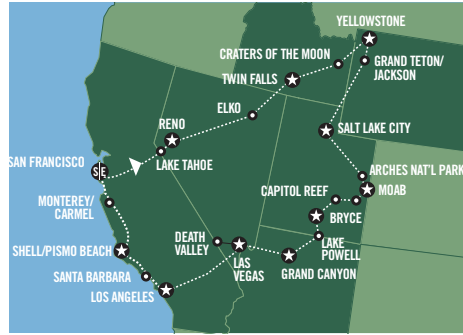 YELLOWSTONE
CRATERS OF THE MOON
GRAND TETON/
JACKSON
TWIN FALLS
ELKO
RENO
SALT LAKE CITY
SAN FRANCISCO
S E
LAKE TAHOE
ARCHES NAT'L PARK
MOAB
CAPITOL REEF
BRYCE
MONTEREY/
CARMEL
LAKE
POWELL
DEATH
VALLEY
SHELL/PISMO BEACH
LAS
VEGAS
GRAND CANYON
SANTA BARBARA
LOS ANGELES